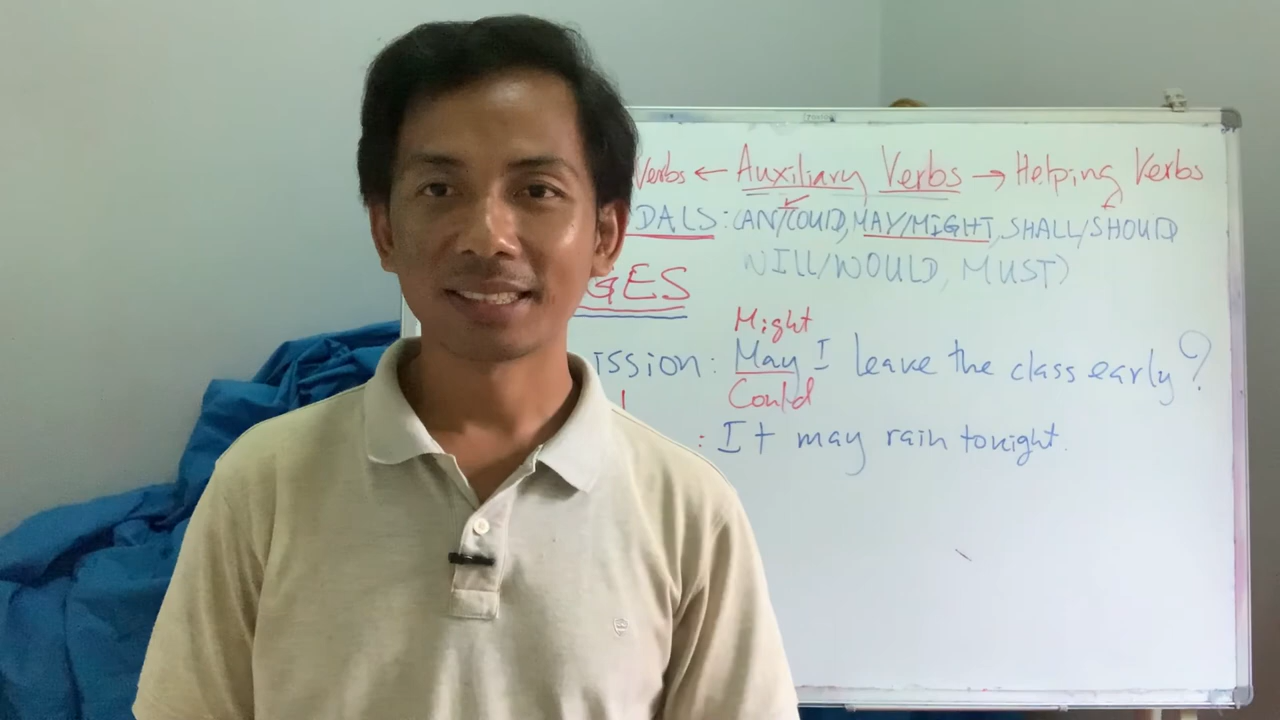 Verbs ← Auxiliary Verbs → Helping Verbs
DALS: CAN/COULD, MAY/MIGHT, SHALL/SHOULD
WILL/WOULD, MUST)
GES
Might
ission: May I leave the class early?
Could
: It may rain tonight.